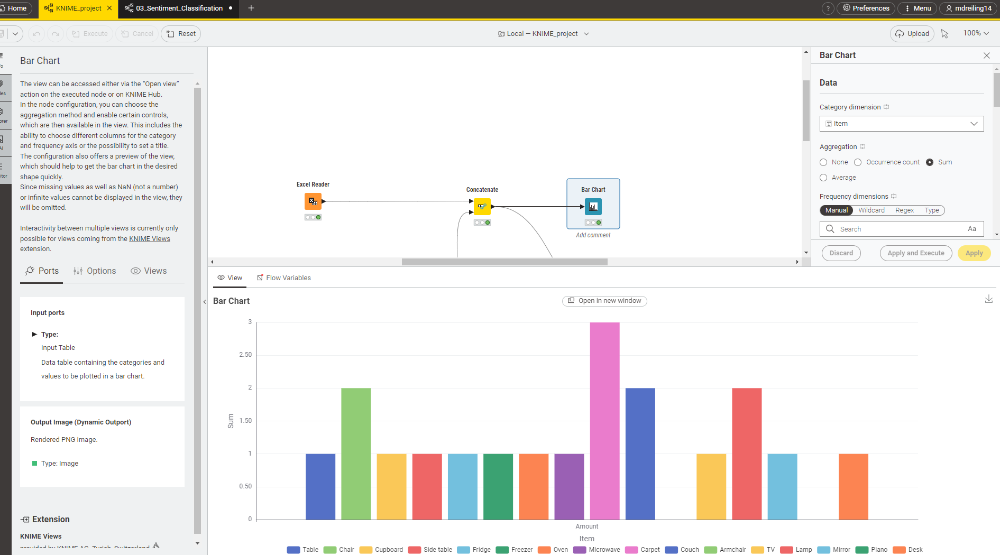 Home
KNIME_project
03_Sentiment_Classification
?
Preferences
Menu
mdreiling14
Execute
Cancel
Reset
Local — KNIME_project
Upload
100%
Bar Chart
The view can be accessed either via the “Open view”
action on the executed node or on KNIME Hub.
In the node configuration, you can choose the
aggregation method and enable certain controls,
which are then available in the view. This includes the
ability to choose different columns for the category
and frequency axis or the possibility to set a title.
The configuration also offers a preview of the view,
which should help to get the bar chart in the desired
shape quickly.
Since missing values as well as NaN (not a number)
or infinite values cannot be displayed in the view, they
will be omitted.
Interactivity between multiple views is currently only
possible for views coming from the KNIME Views
extension.
Ports
Options
Views
Input ports
Type:
Input Table
Data table containing the categories and
values to be plotted in a bar chart.
Output Image (Dynamic Outport)
Rendered PNG image.
Type: Image
Extension
KNIME Views
provided by KNIME AG, Zurich, Switzerland
Excel Reader
Concatenate
Bar Chart
Add comment
Bar Chart
Data
Category dimension
Item
Aggregation
None
Occurrence count
Sum
Average
Frequency dimensions
Manual
Wildcard
Regex
Type
Search
Aa
Discard
Apply and Execute
Apply
View
Flow Variables
Bar Chart
Open in new window
3
2.50
2
1.50
1
0.50
0
Sum
Amount
Item
Table
Chair
Cupboard
Side table
Fridge
Freezer
Oven
Microwave
Carpet
Couch
Armchair
TV
Lamp
Mirror
Piano
Desk